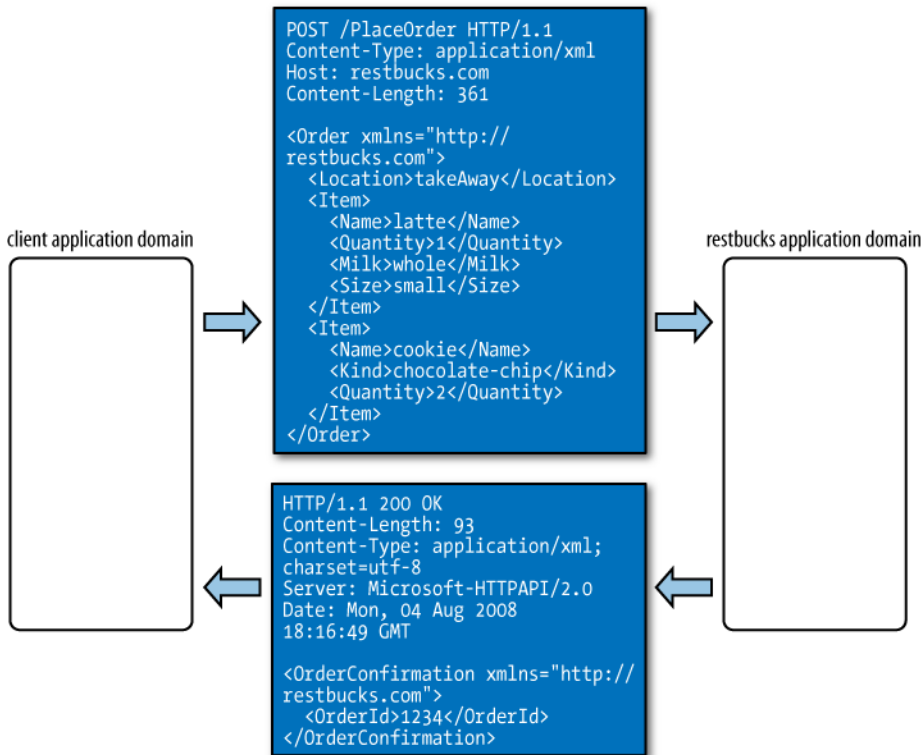 POST /PlaceOrder HTTP/1.1
Content-Type: application/xml
Host: restbucks.com
Content-Length: 361
<Order xmlns="http://
restbucks.com">
<Location>takeAway</Location>
<Item>
<Name>latte</Name>
<Quantity>1</Quantity>
<Milk>whole</Milk>
<Size>small</Size>
</Item>
<Item>
<Name>cookie</Name>
<Kind>chocolate-chip</Kind>
<Quantity>2</Quantity>
</Item>
</Order>
client application domain
restbucks application domain
HTTP/1.1 200 OK
Content-Length: 93
Content-Type: application/xml;
charset=utf-8
Server: Microsoft-HTTPAPI/2.0
Date: Mon, 04 Aug 2008
18:16:49 GMT
<OrderConfirmation xmlns="http://
restbucks.com">
<OrderId>1234</OrderId>
</OrderConfirmation>